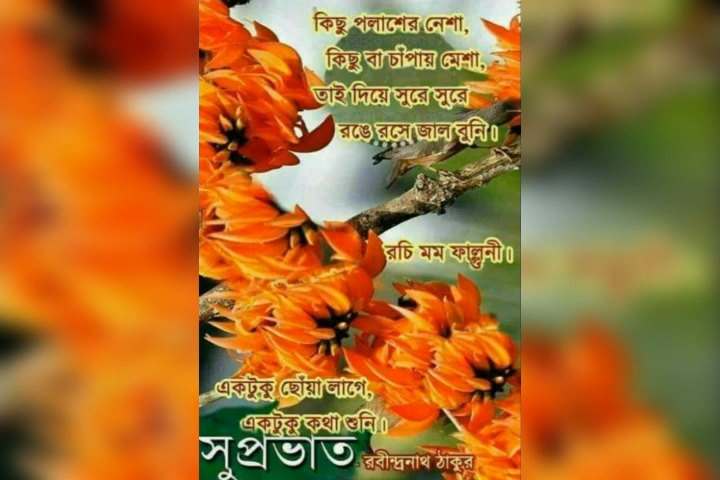 কিছু পলাশের নেশা,
কিছু বা চাঁপায় মেশা,
তাই দিয়ে সুরে সুরে
রঙে রসে জাল বুনি।
রচি মম ফাল্গুনী।
একটুকু ছোঁয়া লাগে,
একটুকু কথা শুনি।
সুপ্রভাত
- রবীন্দ্রনাথ ঠাকুর